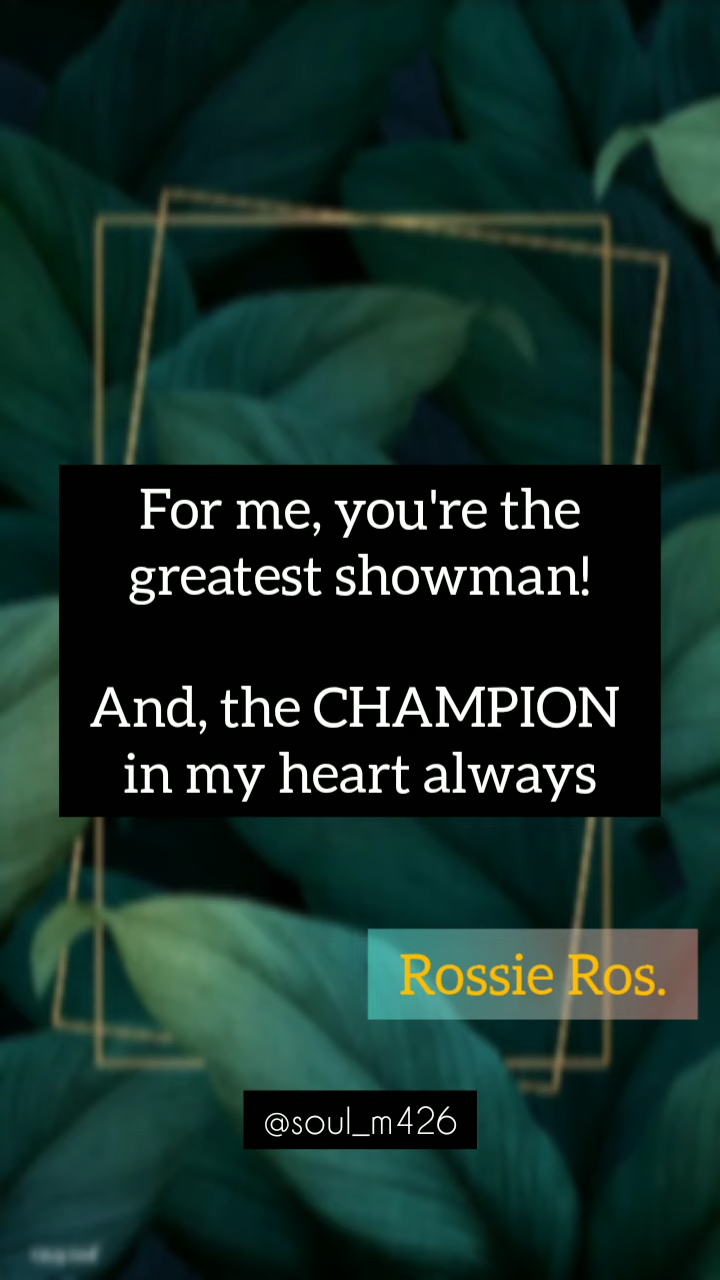 For me, you're the
greatest showman!
And, the CHAMPION
in my heart always
Rossie Ros.
@soul_m426